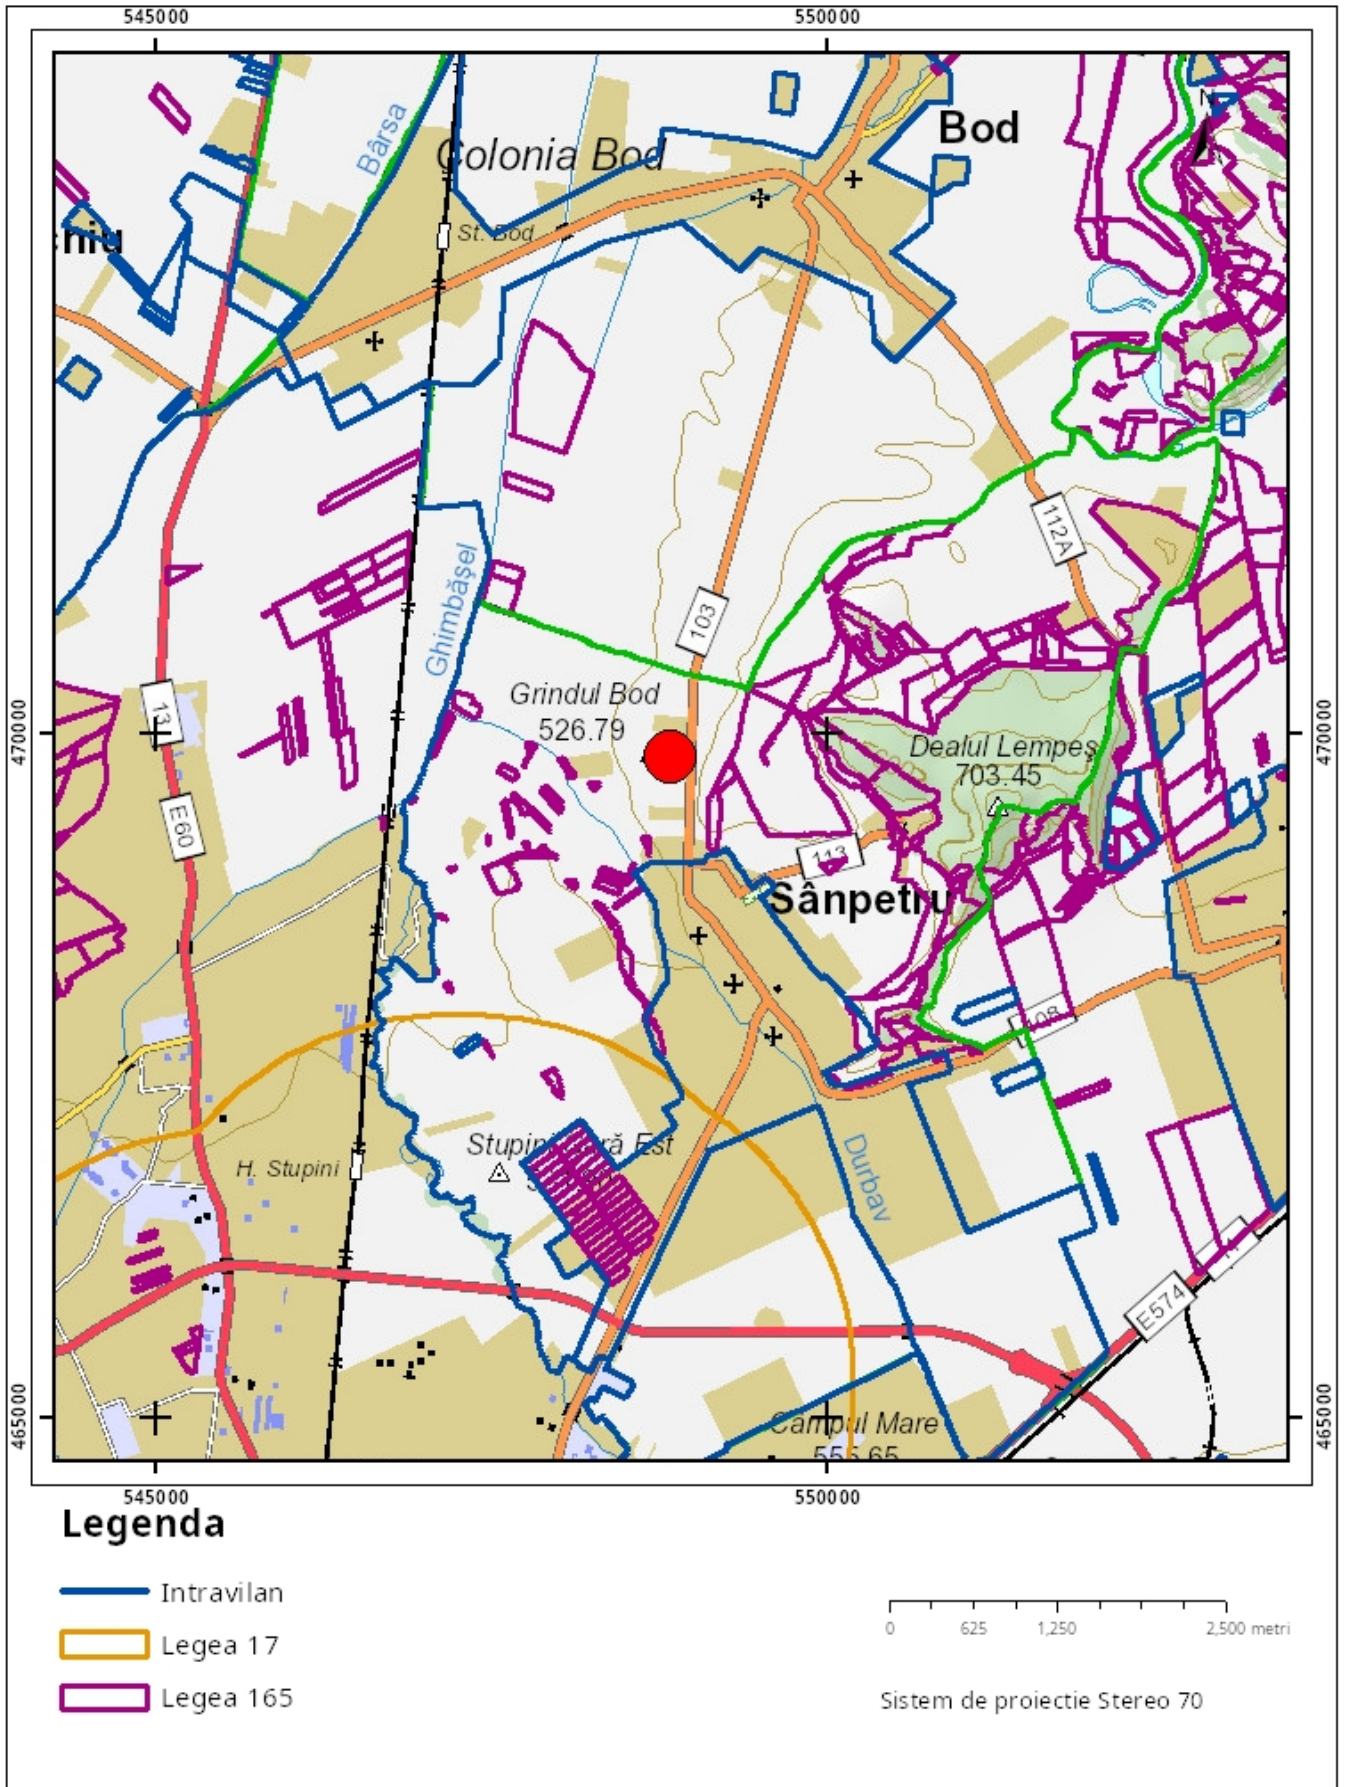 545000
550000
Bod
N
Bârsa
Colonia Bod
St. Bod
112A
103
Ghimbăşel
Grindul Bod
526.79
470000
470000
13
Dealul Lempeş
703.45
E60
113
Sânpetru
108
H. Stupini
Durbav
E574
465000
465000
Câmpul Mare
545000
550000
Legenda
Intravilan
Legea 17
Legea 165
0 625 1,250 2,500 metri
Sistem de proiectie Stereo 70